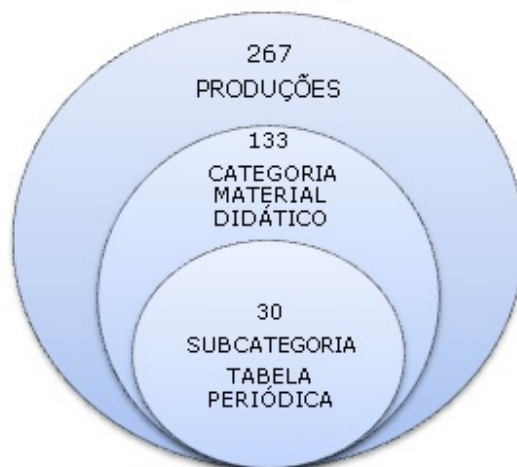 267
PRODUÇÕES
133
CATEGORIA
MATERIAL
DIDÁTICO
30
SUBCATEGORIA
TABELA
PERIÓDICA